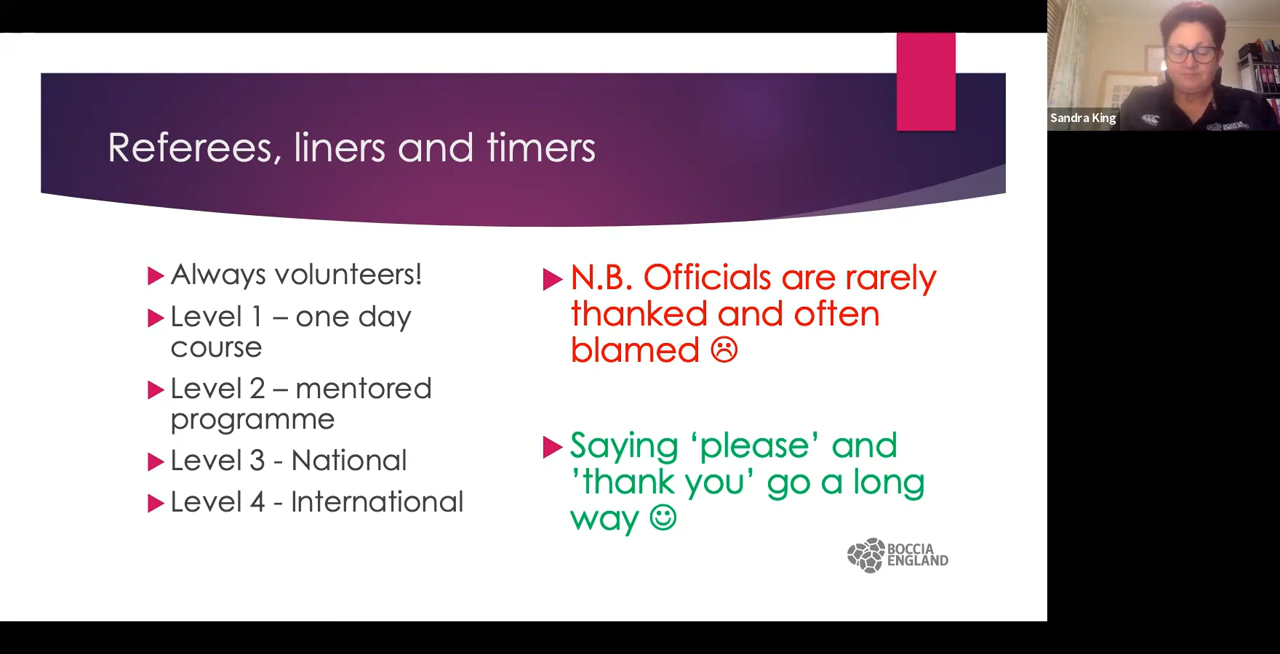 Referees, liners and timers
Always volunteers!
Level 1 – one day
course
Level 2 – mentored
programme
Level 3 - National
Level 4 - International
N.B. Officials are rarely
thanked and often
blamed ☹
Saying ‘please’ and
’thank you’ go a long
way ☺
BOCCIA
ENGLAND
Sandra King